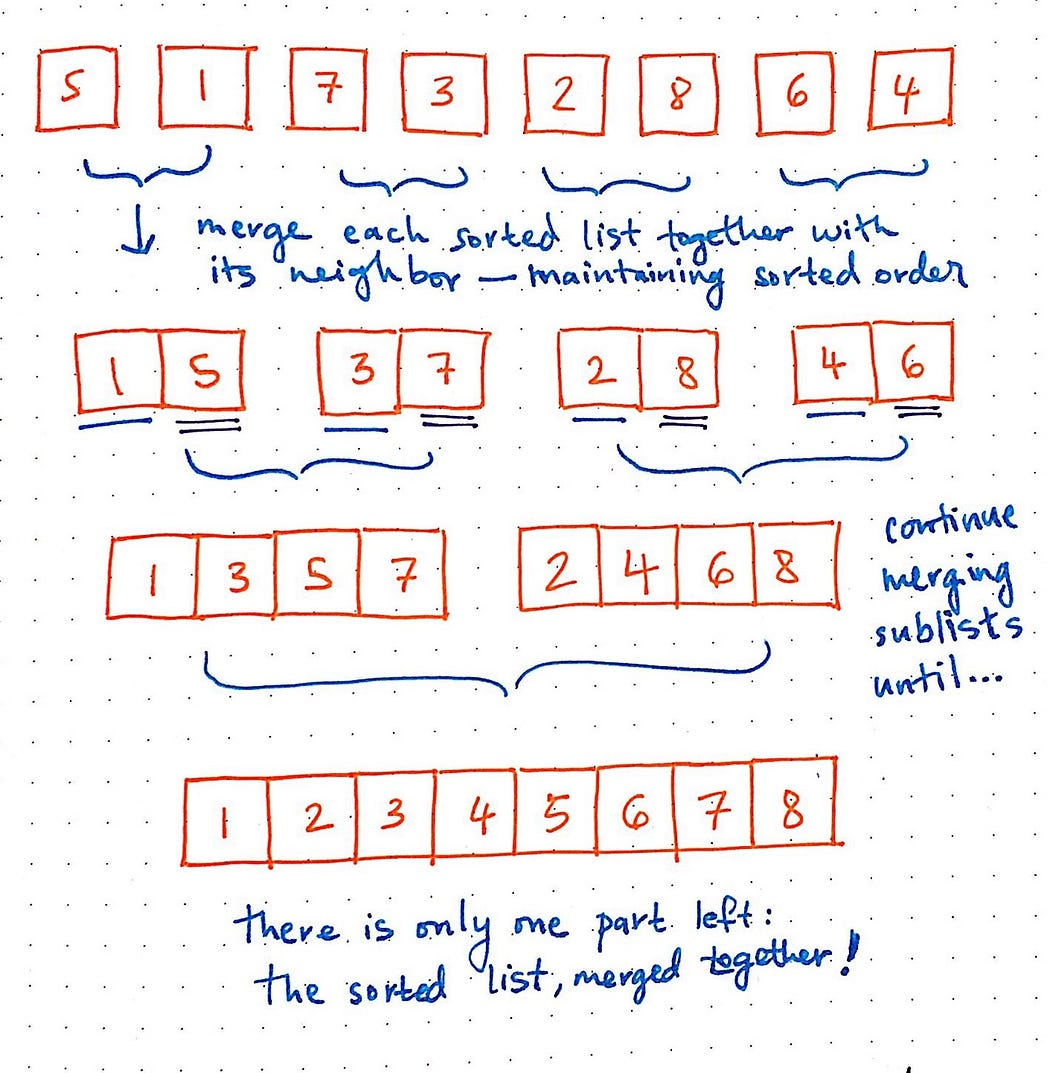 5 1 7 3 2 8 6 4
merge each sorted list together with
its neighbor — maintaining sorted order
1 5 3 7 2 8 4 6
1 3 5 7 2 4 6 8
continue
merging
sublists
until...
1 2 3 4 5 6 7 8
there is only one part left:
the sorted list, merged together!